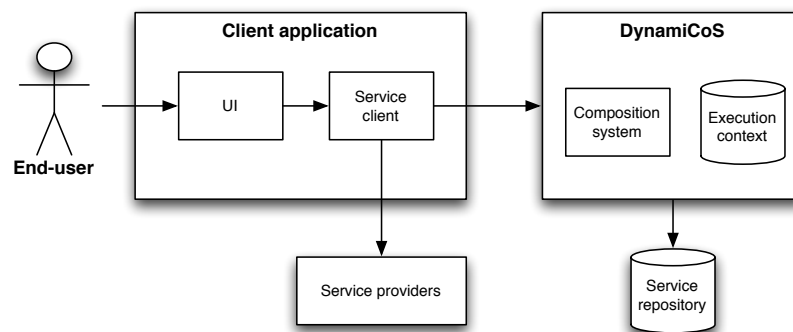 Client application
DynamiCoS
UI
Service
client
Composition
system
Execution
context
End-user
Service providers
Service
repository